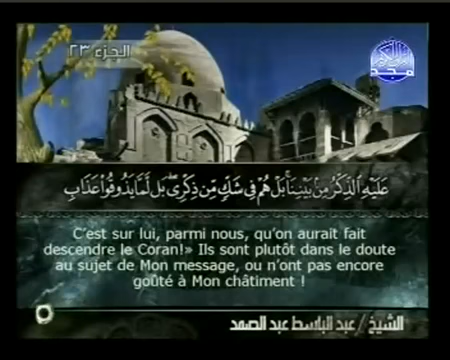 الجزء ٢٣
المجد
عَلَيْهِ الذِّكْرُ مِنْ بَيْنِنَا ۚ بَلْ هُمْ فِي شَكٍّ مِّن ذِكْرِي ۖ بَل لَّمَّا يَذُوقُوا عَذَابِ
C'est sur lui, parmi nous, qu'on aurait fait
descendre le Coran!» Ils sont plutôt dans le doute
au sujet de Mon message, ou n'ont pas encore
goûté à Mon châtiment !
الشيخ / عبد الباسط عبد الصمد